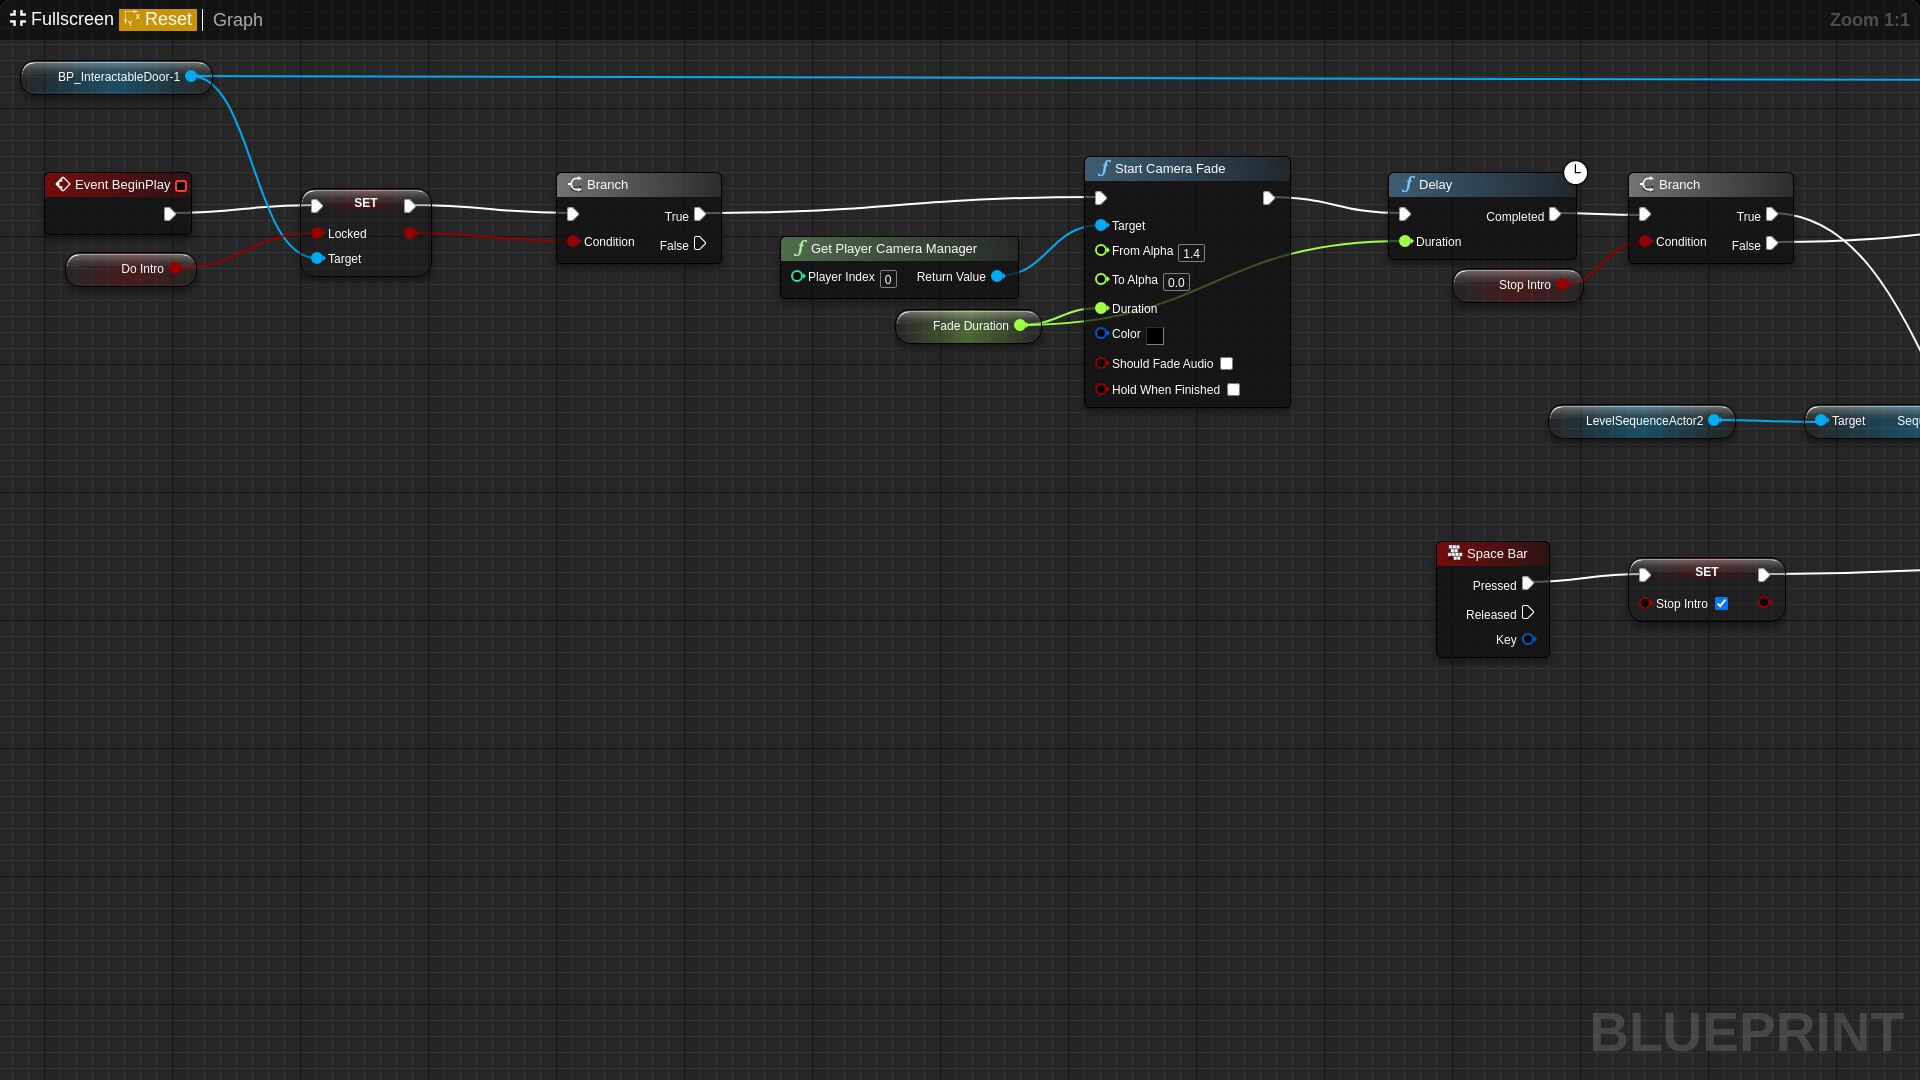 Fullscreen Reset Graph Zoom 1:1
BP_InteractableDoor-1
Event BeginPlay
Do Intro
SET
Locked
Target
Branch
True
Condition
False
Get Player Camera Manager
Player Index 0 Return Value
Fade Duration
Start Camera Fade
Target
From Alpha 1.4
To Alpha 0.0
Duration
Color
Should Fade Audio
Hold When Finished
Delay
Completed
Duration
Stop Intro
Branch
True
Condition
False
LevelSequenceActor2
Target Sequ
Space Bar
Pressed
Released
Key
SET
Stop Intro
BLUEPRINT